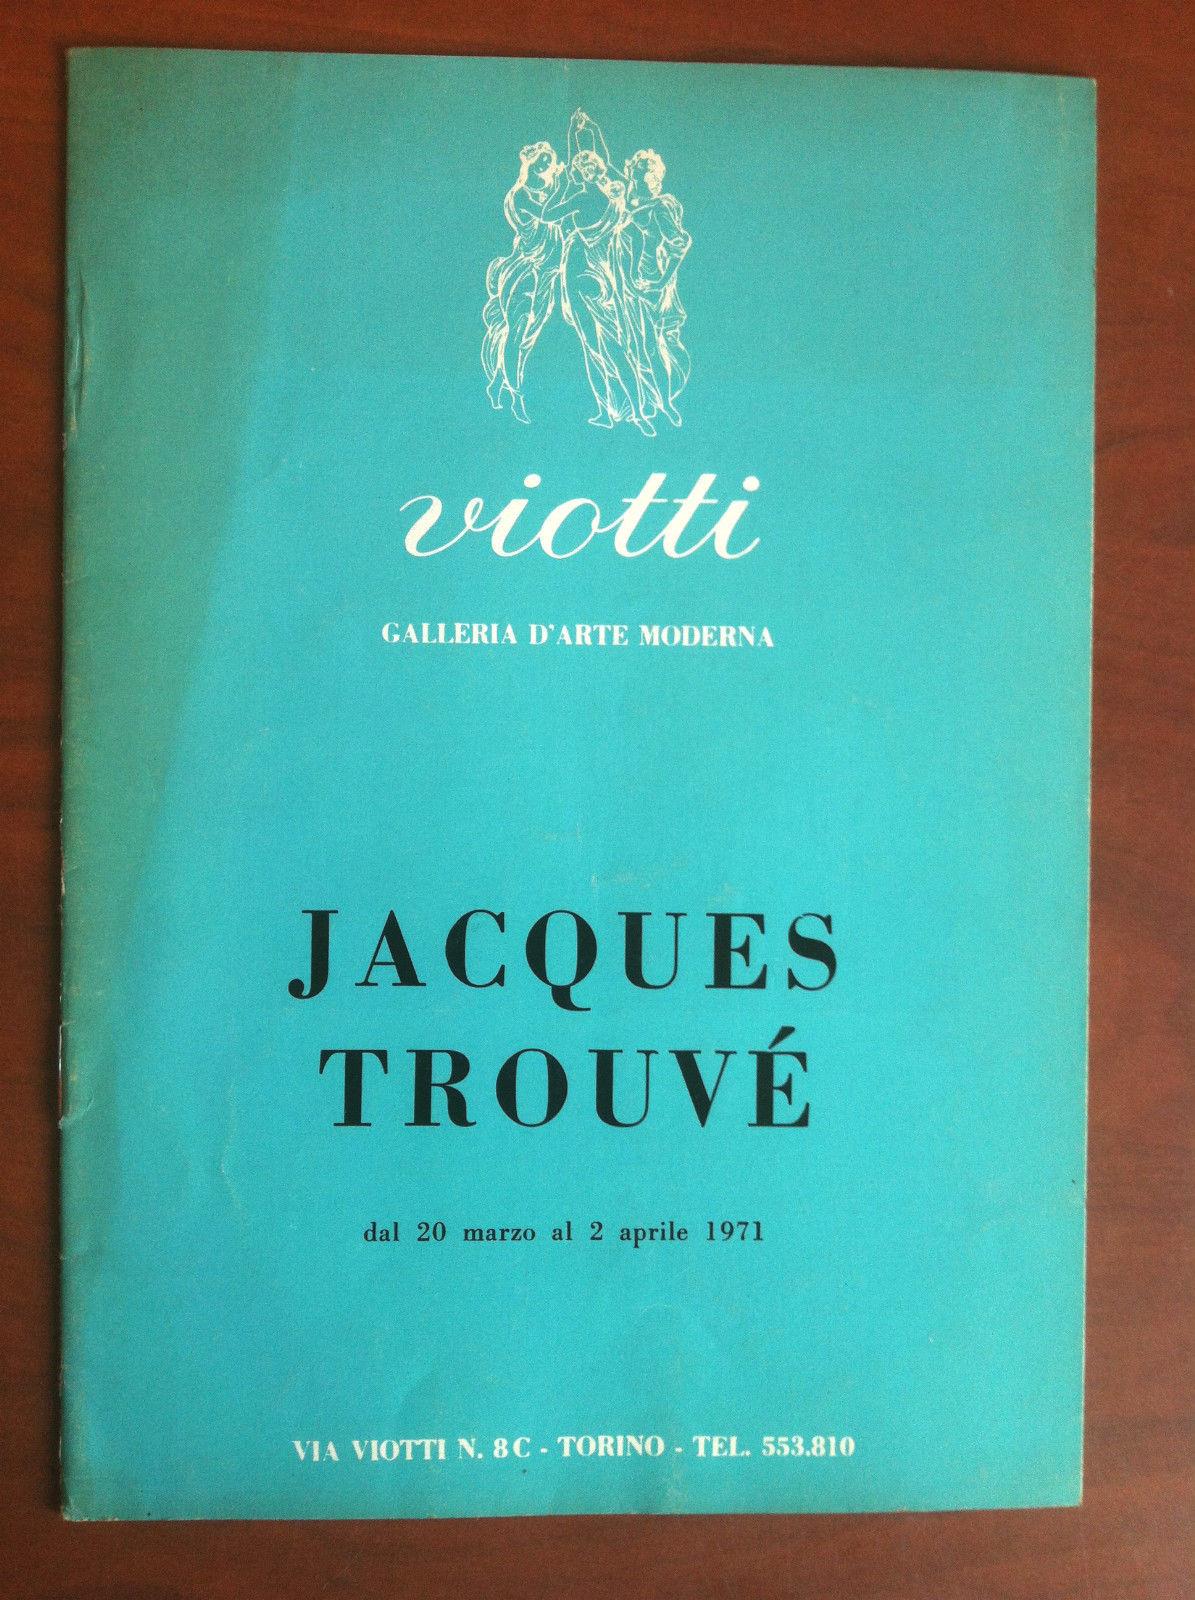 viotti
GALLERIA D'ARTE MODERNA
JACQUES
TROUVÉ
dal 20 marzo al 2 aprile 1971
VIA VIOTTI N. 8C - TORINO - TEL. 553.810